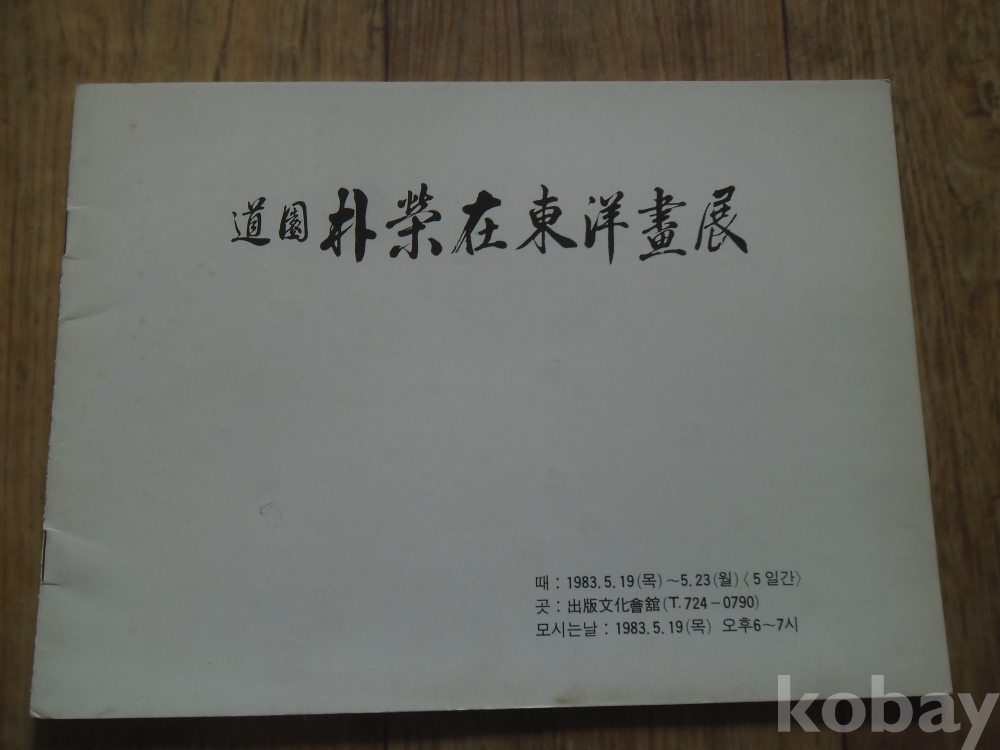 道園 朴榮在東洋畫展
때 : 1983. 5. 19 (목) ~5. 23 (월) 〈 5 일간〉
곳 : 出版文化會舘 (T. 724-0790)
모시는날 : 1983. 5. 19 (목) 오후6~7시
kobay